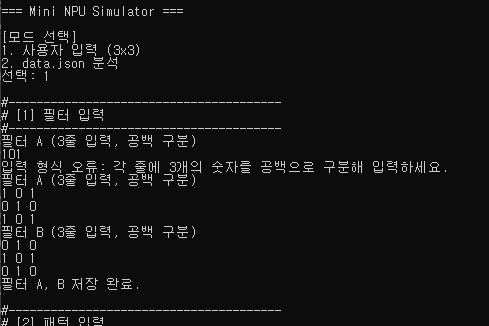 === Mini NPU Simulator ===
[모드 선택]
1. 사용자 입력 (3x3)
2. data.json 분석
선택: 1
#---------------------------------------
# [1] 필터 입력
#---------------------------------------
필터 A (3줄 입력, 공백 구분)
101
입력 형식 오류: 각 줄에 3개의 숫자를 공백으로 구분해 입력하세요.
필터 A (3줄 입력, 공백 구분)
1 0 1
0 1 0
1 0 1
필터 B (3줄 입력, 공백 구분)
0 1 0
1 0 1
0 1 0
필터 A, B 저장 완료.
#---------------------------------------
# [2] 패턴 입력